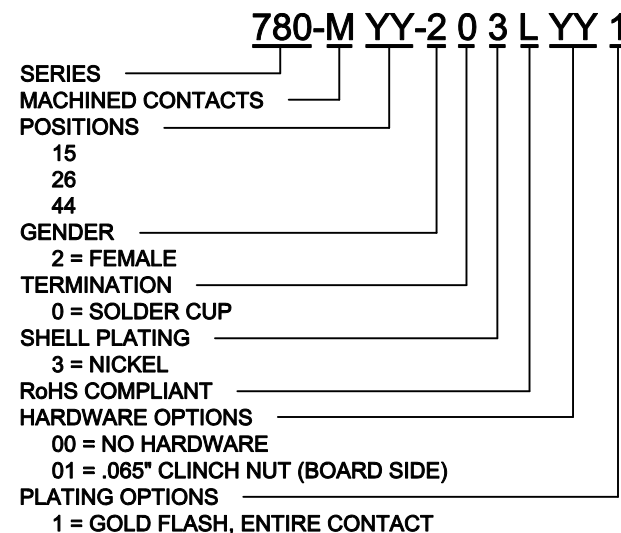 780-M YY-2 0 3 L YY 1
SERIES
MACHINED CONTACTS
POSITIONS
15
26
44
GENDER
2 = FEMALE
TERMINATION
0 = SOLDER CUP
SHELL PLATING
3 = NICKEL
RoHS COMPLIANT
HARDWARE OPTIONS
00 = NO HARDWARE
01 = .065" CLINCH NUT (BOARD SIDE)
PLATING OPTIONS
1 = GOLD FLASH, ENTIRE CONTACT